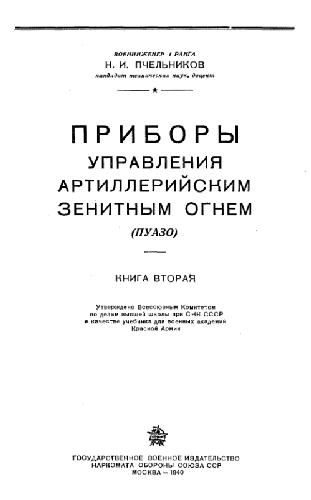 ВОЕНИНЖЕНЕР 1 РАНГА
Н. И. ПЧЕЛЬНИКОВ
кандидат технических наук, доцент
ПРИБОРЫ
УПРАВЛЕНИЯ
АРТИЛЛЕРИЙСКИМ
ЗЕНИТНЫМ ОГНЕМ
(ПУАЗО)
КНИГА ВТОРАЯ
Утверждено Всесоюзным Комитетом
по делам высшей школы при СНК СССР
в качестве учебника для военных академий
Красной Армии
ГОСУДАРСТВЕННОЕ ВОЕННОЕ ИЗДАТЕЛЬСТВО
НАРКОМАТА ОБОРОНЫ СОЮЗА ССР
МОСКВА — 1940